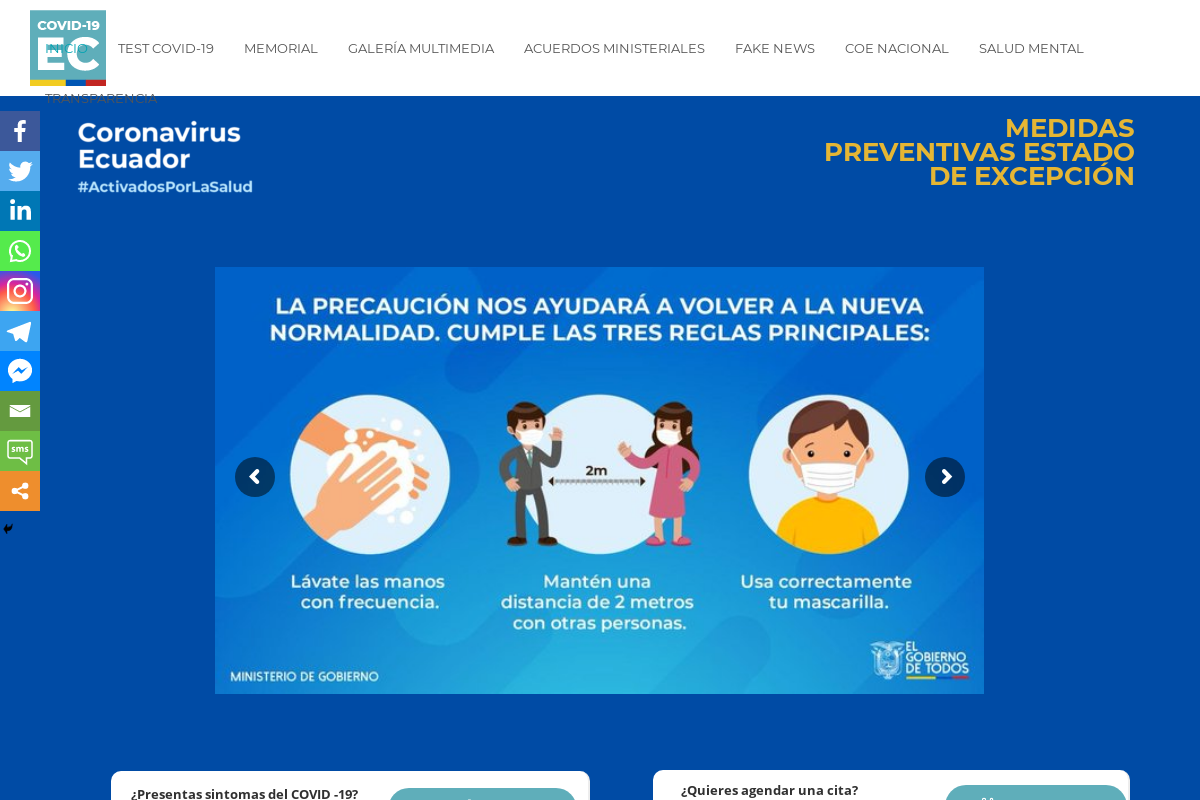 COVID-19
EC
INICIO
TEST COVID-19
MEMORIAL
GALERÍA MULTIMEDIA
ACUERDOS MINISTERIALES
FAKE NEWS
COE NACIONAL
SALUD MENTAL
TRANSPARENCIA
Coronavirus
Ecuador
#ActivadosPorLaSalud
MEDIDAS
PREVENTIVAS ESTADO
DE EXCEPCIÓN
sms
LA PRECAUCIÓN NOS AYUDARÁ A VOLVER A LA NUEVA
NORMALIDAD. CUMPLE LAS TRES REGLAS PRINCIPALES:
2m
Lávate las manos
con frecuencia.
Mantén una
distancia de 2 metros
con otras personas.
Usa correctamente
tu mascarilla.
MINISTERIO DE GOBIERNO
EL
GOBIERNO
DE TODOS
¿Presentas sintomas del COVID -19?
¿Quieres agendar una cita?